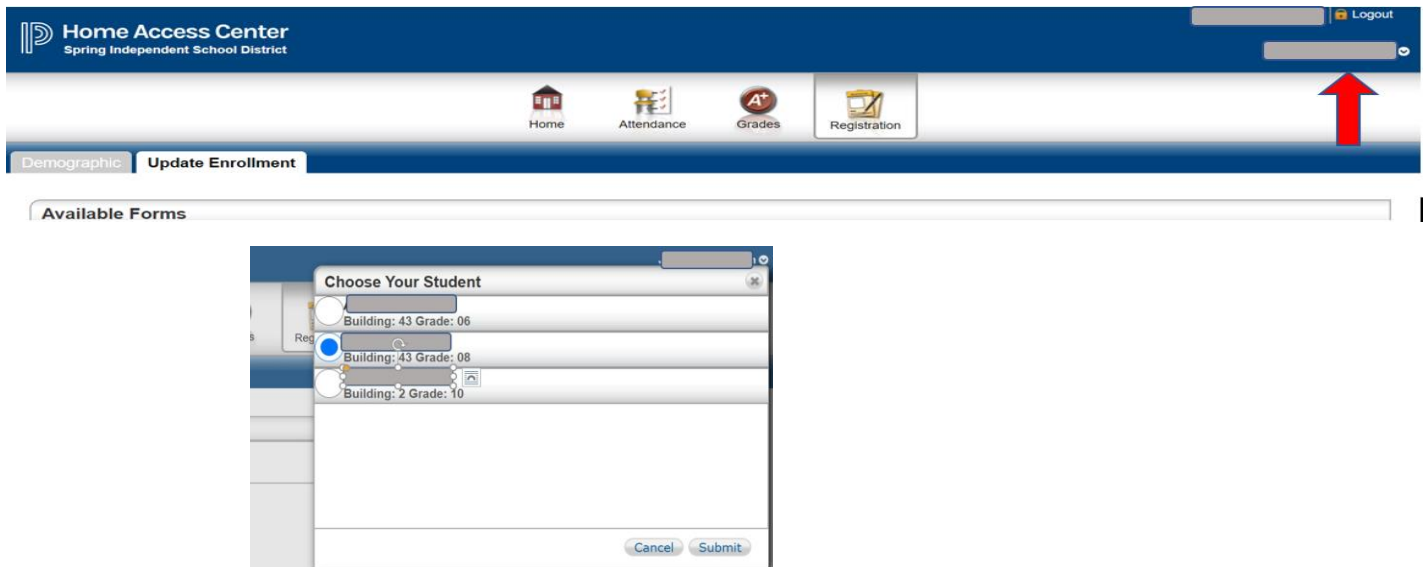 Logout
Home Access Center
Spring Independent School District
A+
Home
Attendance
Grades
Registration
Demographic
Update Enrollment
Available Forms
Choose Your Student
Building: 43 Grade: 06
s
Reg
Building: 43 Grade: 08
Building: 2 Grade: 10
Cancel
Submit